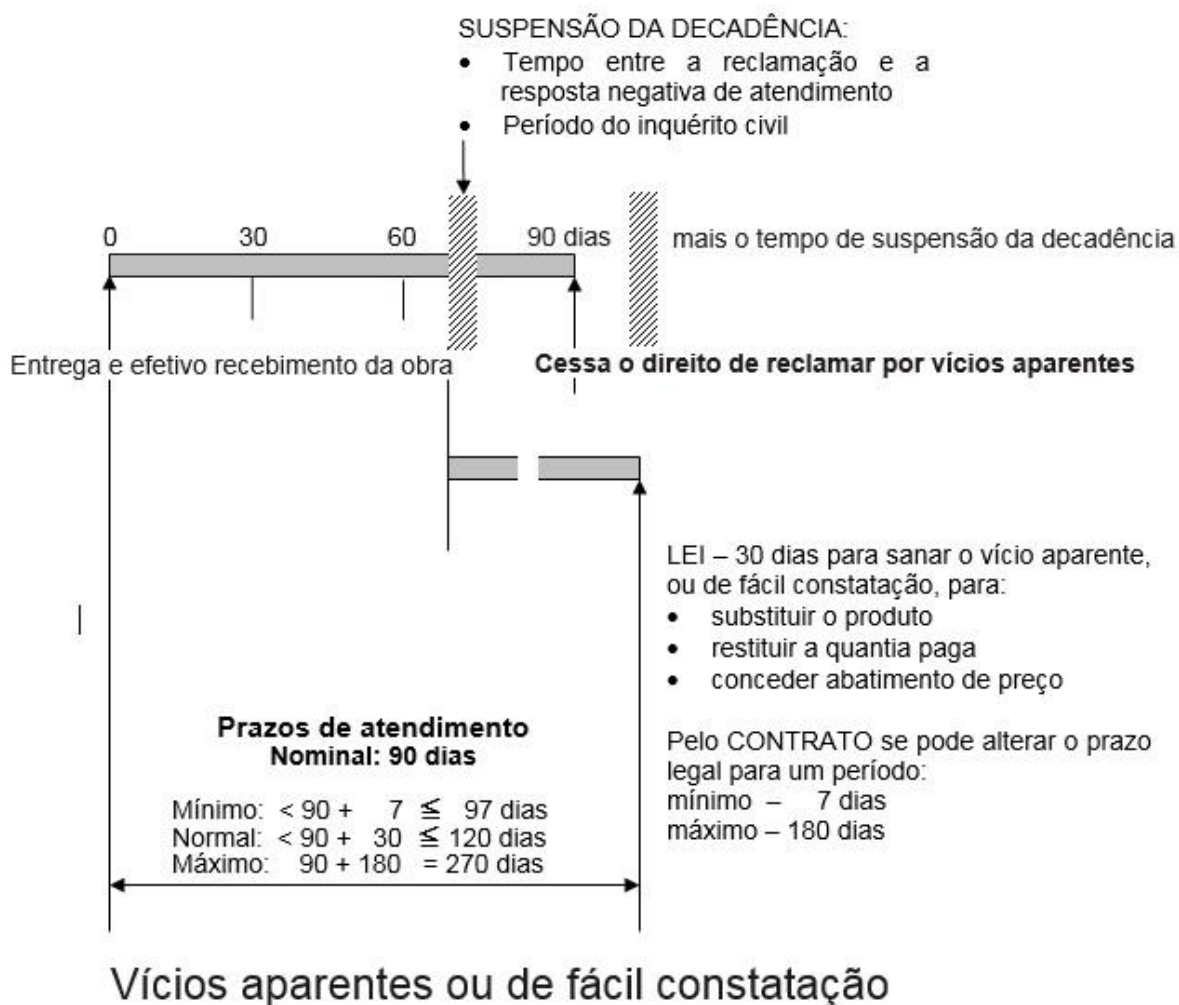 SUSPENSÃO DA DECADÊNCIA:
• Tempo entre a reclamação e a
resposta negativa de atendimento
• Período do inquérito civil
0 30 60 90 dias
mais o tempo de suspensão da decadência
Entrega e efetivo recebimento da obra
Cessa o direito de reclamar por vícios aparentes
LEI – 30 dias para sanar o vício aparente,
ou de fácil constatação, para:
• substituir o produto
• restituir a quantia paga
• conceder abatimento de preço
Pelo CONTRATO se pode alterar o prazo
legal para um período:
mínimo – 7 dias
máximo – 180 dias
Prazos de atendimento
Nominal: 90 dias
Mínimo: < 90 + 7 ≦ 97 dias
Normal: < 90 + 30 ≦ 120 dias
Máximo: 90 + 180 = 270 dias
Vícios aparentes ou de fácil constatação